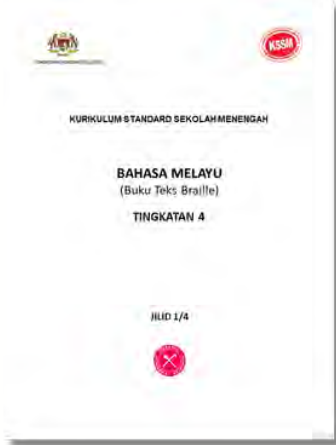 KSSM
KURIKULUM STANDARD SEKOLAH MENENGAH
BAHASA MELAYU
(Buku Teks Braille)
TINGKATAN 4
JILID 1/4